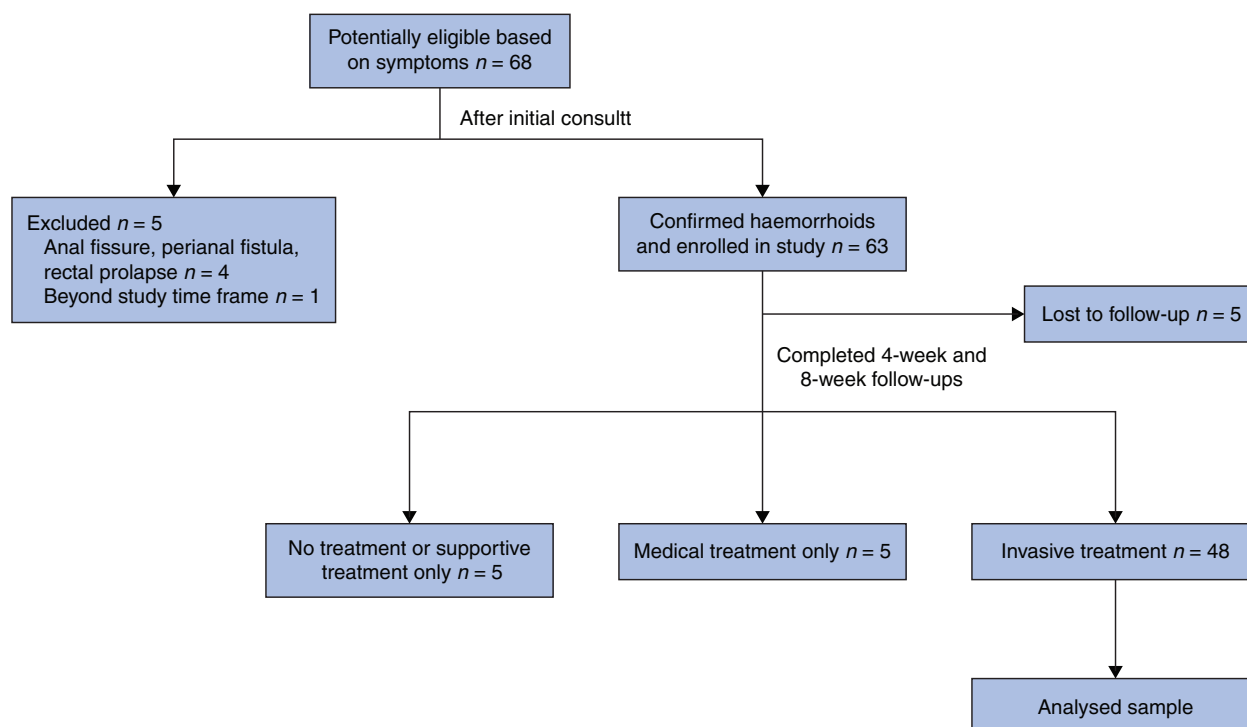 Potentially eligible based
on symptoms n = 68
After initial consultt
Excluded n = 5
Anal fissure, perianal fistula,
rectal prolapse n = 4
Beyond study time frame n = 1
Confirmed haemorrhoids
and enrolled in study n = 63
Lost to follow-up n = 5
Completed 4-week and
8-week follow-ups
No treatment or supportive
treatment only n = 5
Medical treatment only n = 5
Invasive treatment n = 48
Analysed sample